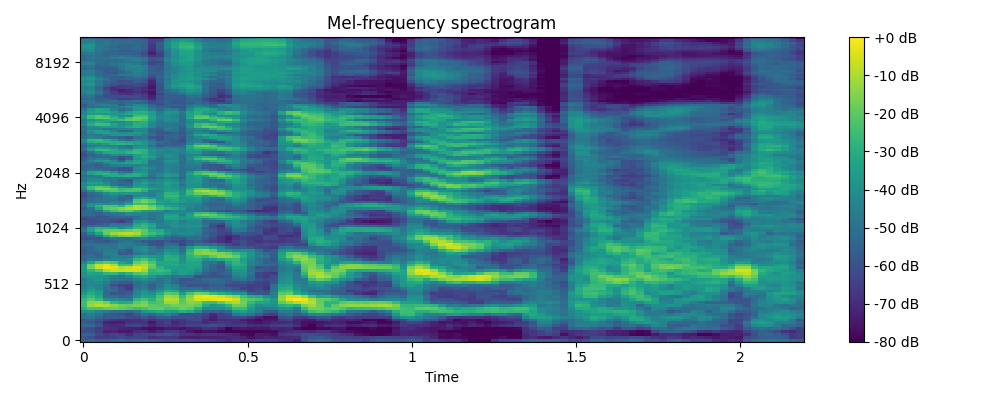 Mel-frequency spectrogram
Hz
8192
4096
2048
1024
512
0
0
0.5
1
1.5
2
Time
+0 dB
-10 dB
-20 dB
-30 dB
-40 dB
-50 dB
-60 dB
-70 dB
-80 dB